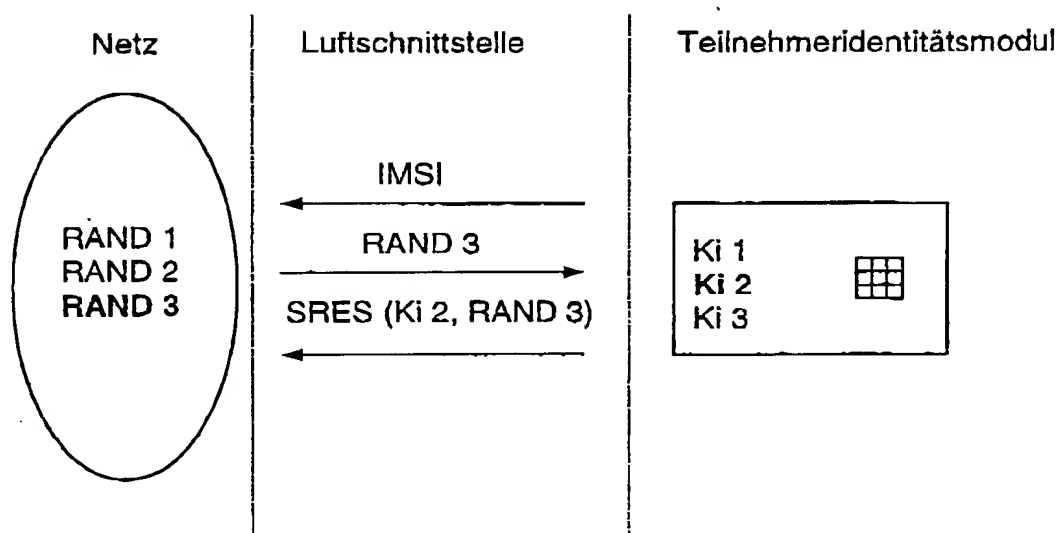 Netz
Luftschnittstelle
Teilnehmeridentitätsmodul
IMSI
RAND 3
SRES (Ki 2, RAND 3)
RAND 1
RAND 2
RAND 3
Ki 1
Ki 2
Ki 3